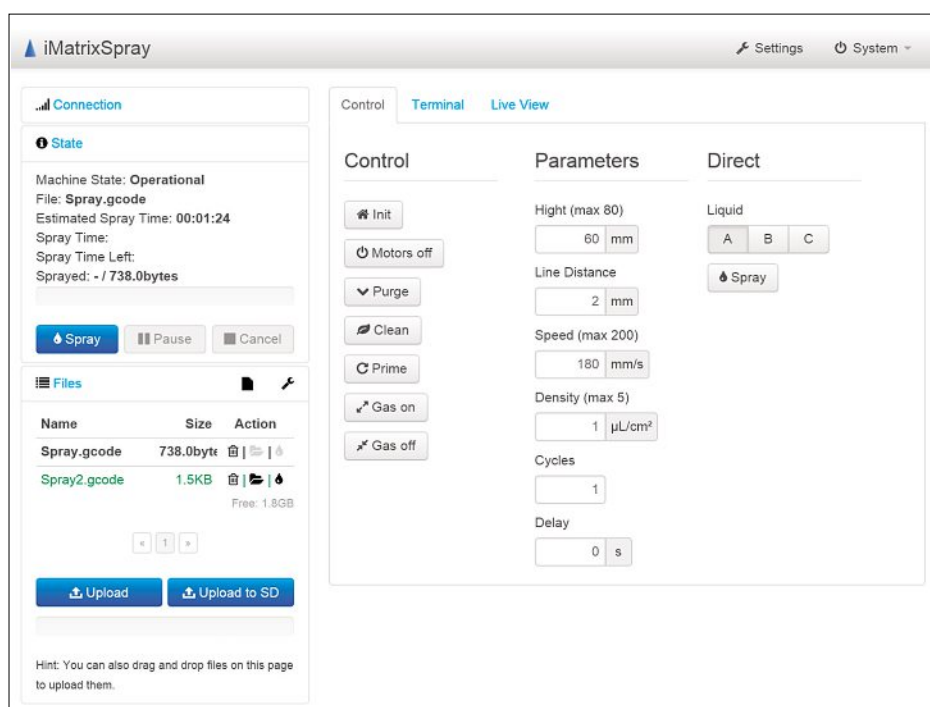 iMatrixSpray
Settings
System
Connection
State
Machine State: Operational
File: Spray.gcode
Estimated Spray Time: 00:01:24
Spray Time:
Spray Time Left:
Sprayed: - / 738.0bytes
Spray
Pause
Cancel
Files
Name Size Action
Spray.gcode 738.0byte | |
Spray2.gcode 1.5KB | |
Free: 1.8GB
« 1 »
Upload
Upload to SD
Hint: You can also drag and drop files on this page
to upload them.
Control Terminal Live View
Control
Init
Motors off
Purge
Clean
Prime
Gas on
Gas off
Parameters
Hight (max 80)
60 mm
Line Distance
2 mm
Speed (max 200)
180 mm/s
Density (max 5)
1 µL/cm²
Cycles
1
Delay
0 s
Direct
Liquid
A B C
Spray